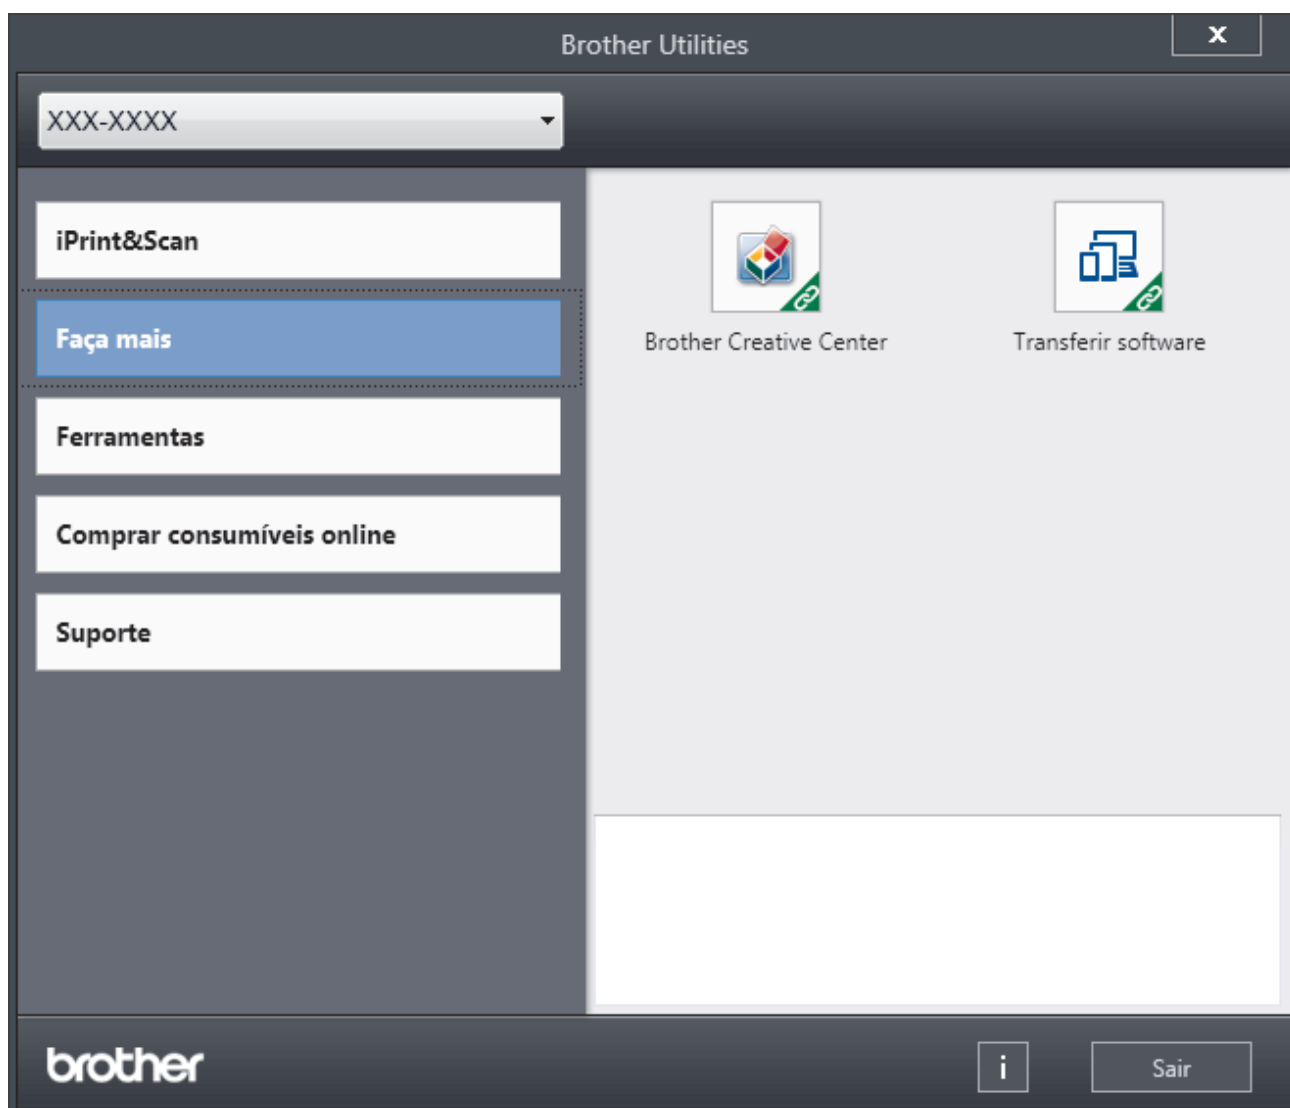 Brother Utilities
x
XXX-XXXX
iPrint&Scan
Faça mais
Ferramentas
Comprar consumíveis online
Suporte
Brother Creative Center
Transferir software
brother
i
Sair